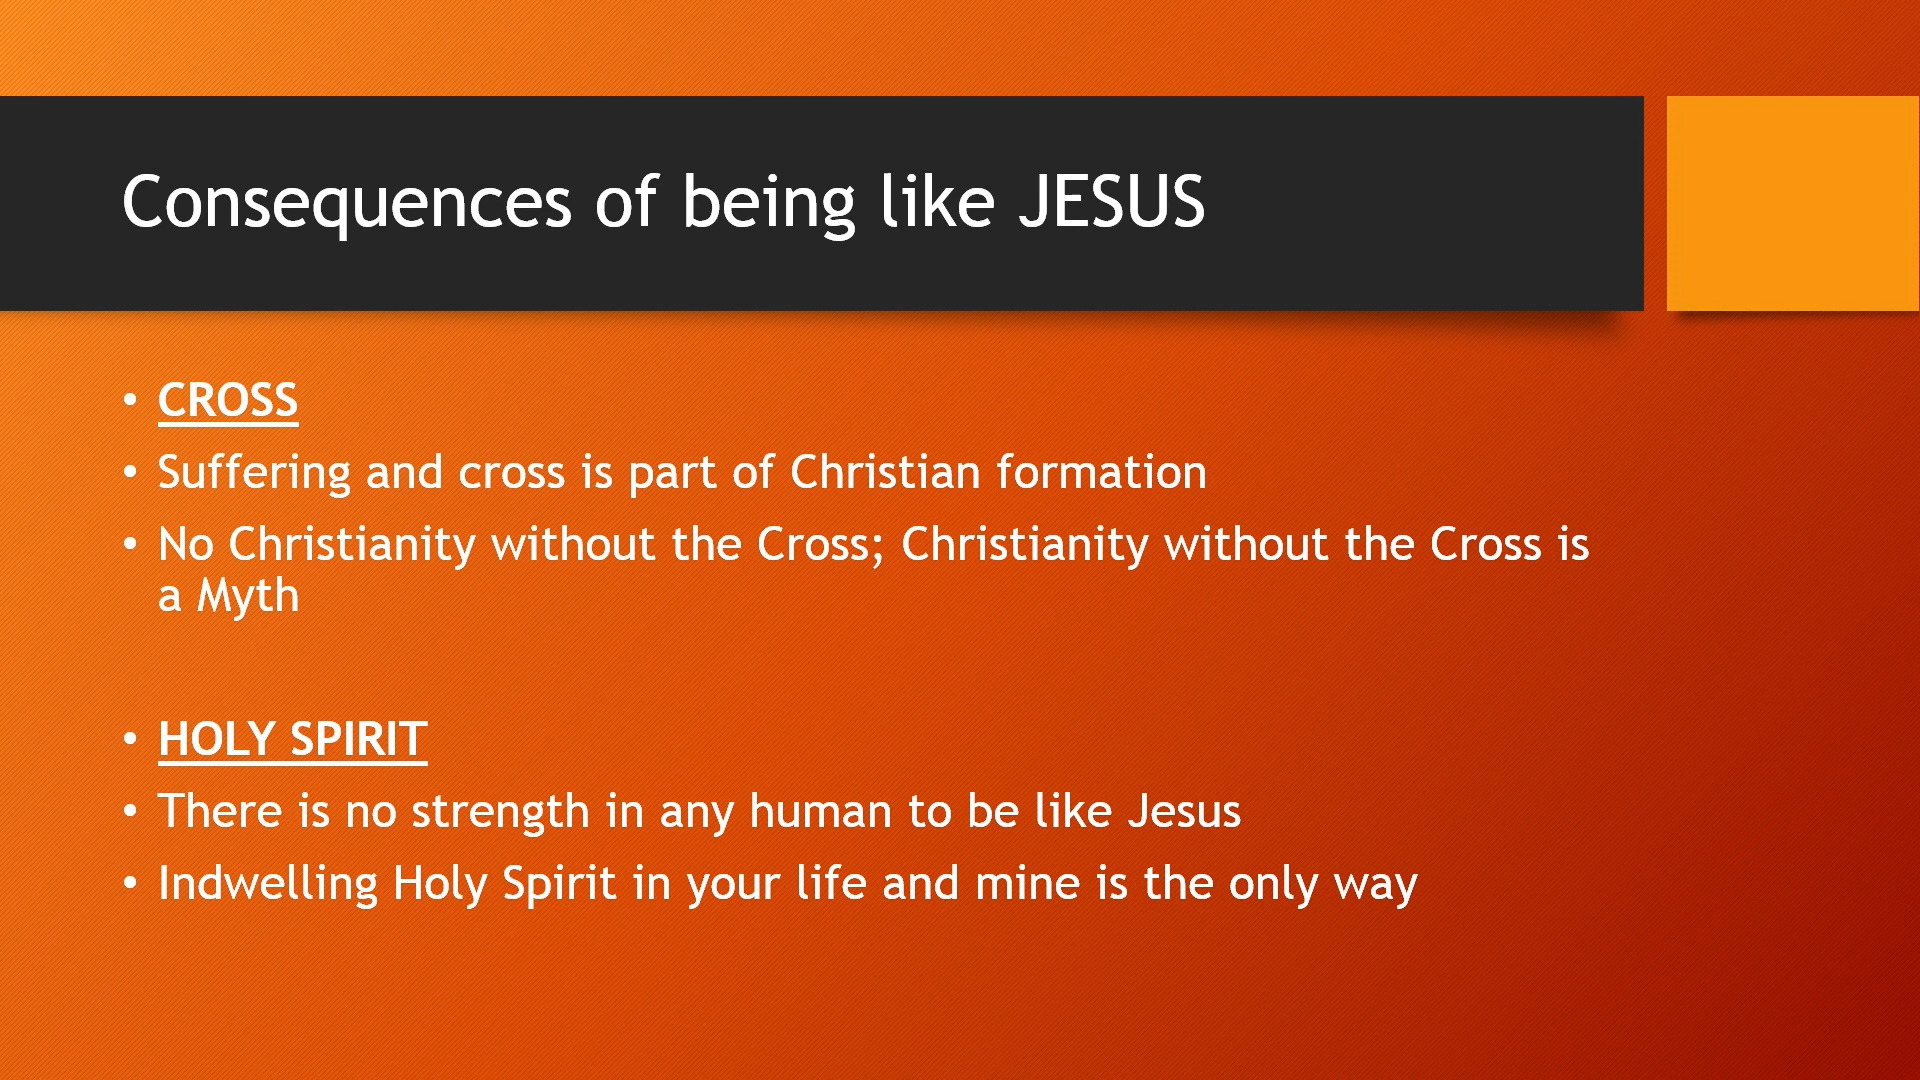 Consequences of being like JESUS
• CROSS
• Suffering and cross is part of Christian formation
• No Christianity without the Cross; Christianity without the Cross is
a Myth
• HOLY SPIRIT
• There is no strength in any human to be like Jesus
• Indwelling Holy Spirit in your life and mine is the only way